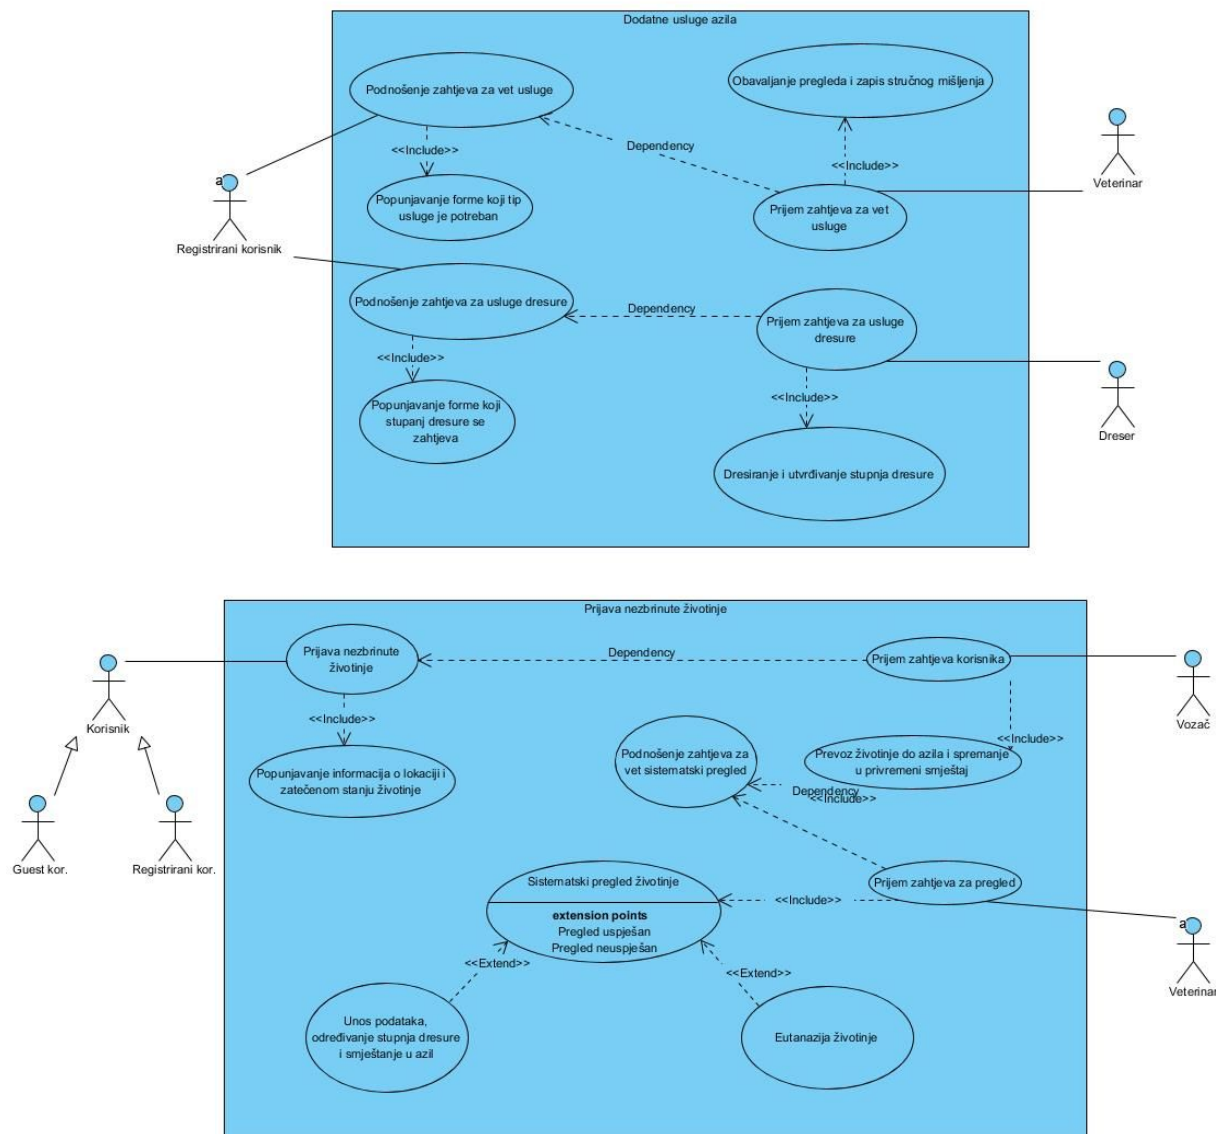 Dodatne usluge azila
Podnošenje zahtjeva za vet usluge
Obavaljanje pregleda i zapis stručnog mišljenja
Dependency
<<Include>>
<<Include>>
Veterinar
a
Popunjavanje forme koji tip
usluge je potreban
Prijem zahtjeva za vet
usluge
Registrirani korisnik
Podnošenje zahtjeva za usluge dresure
Dependency
Prijem zahtjeva za usluge
dresure
<<Include>>
<<Include>>
Popunjavanje forme koji
stupanj dresure se
zahtjeva
Dreser
Dresiranje i utvrđivanje stupnja dresure
Prijava nezbrinute životinje
Prijava nezbrinute
životinje
Dependency
Prijem zahtjeva korisnika
<<Include>>
Korisnik
Vozač
<<Include>>
Podnošenje zahtjeva za
vet sistematski pregled
Prevoz životinje do azila i spremanje
u privremeni smještaj
Popunjavanje informacija o lokaciji i
zatečenom stanju životinje
Dependency
<<Include>>
Guest kor.
Registrirani kor.
Sistematski pregled životinje
Prijem zahtjeva za pregled
<<Include>>
extension points
Pregled uspješan
Pregled neuspješan
a
<<Extend>>
<<Extend>>
Veterinar
Unos podataka,
određivanje stupnja dresure
i smještanje u azil
Eutanazija životinje